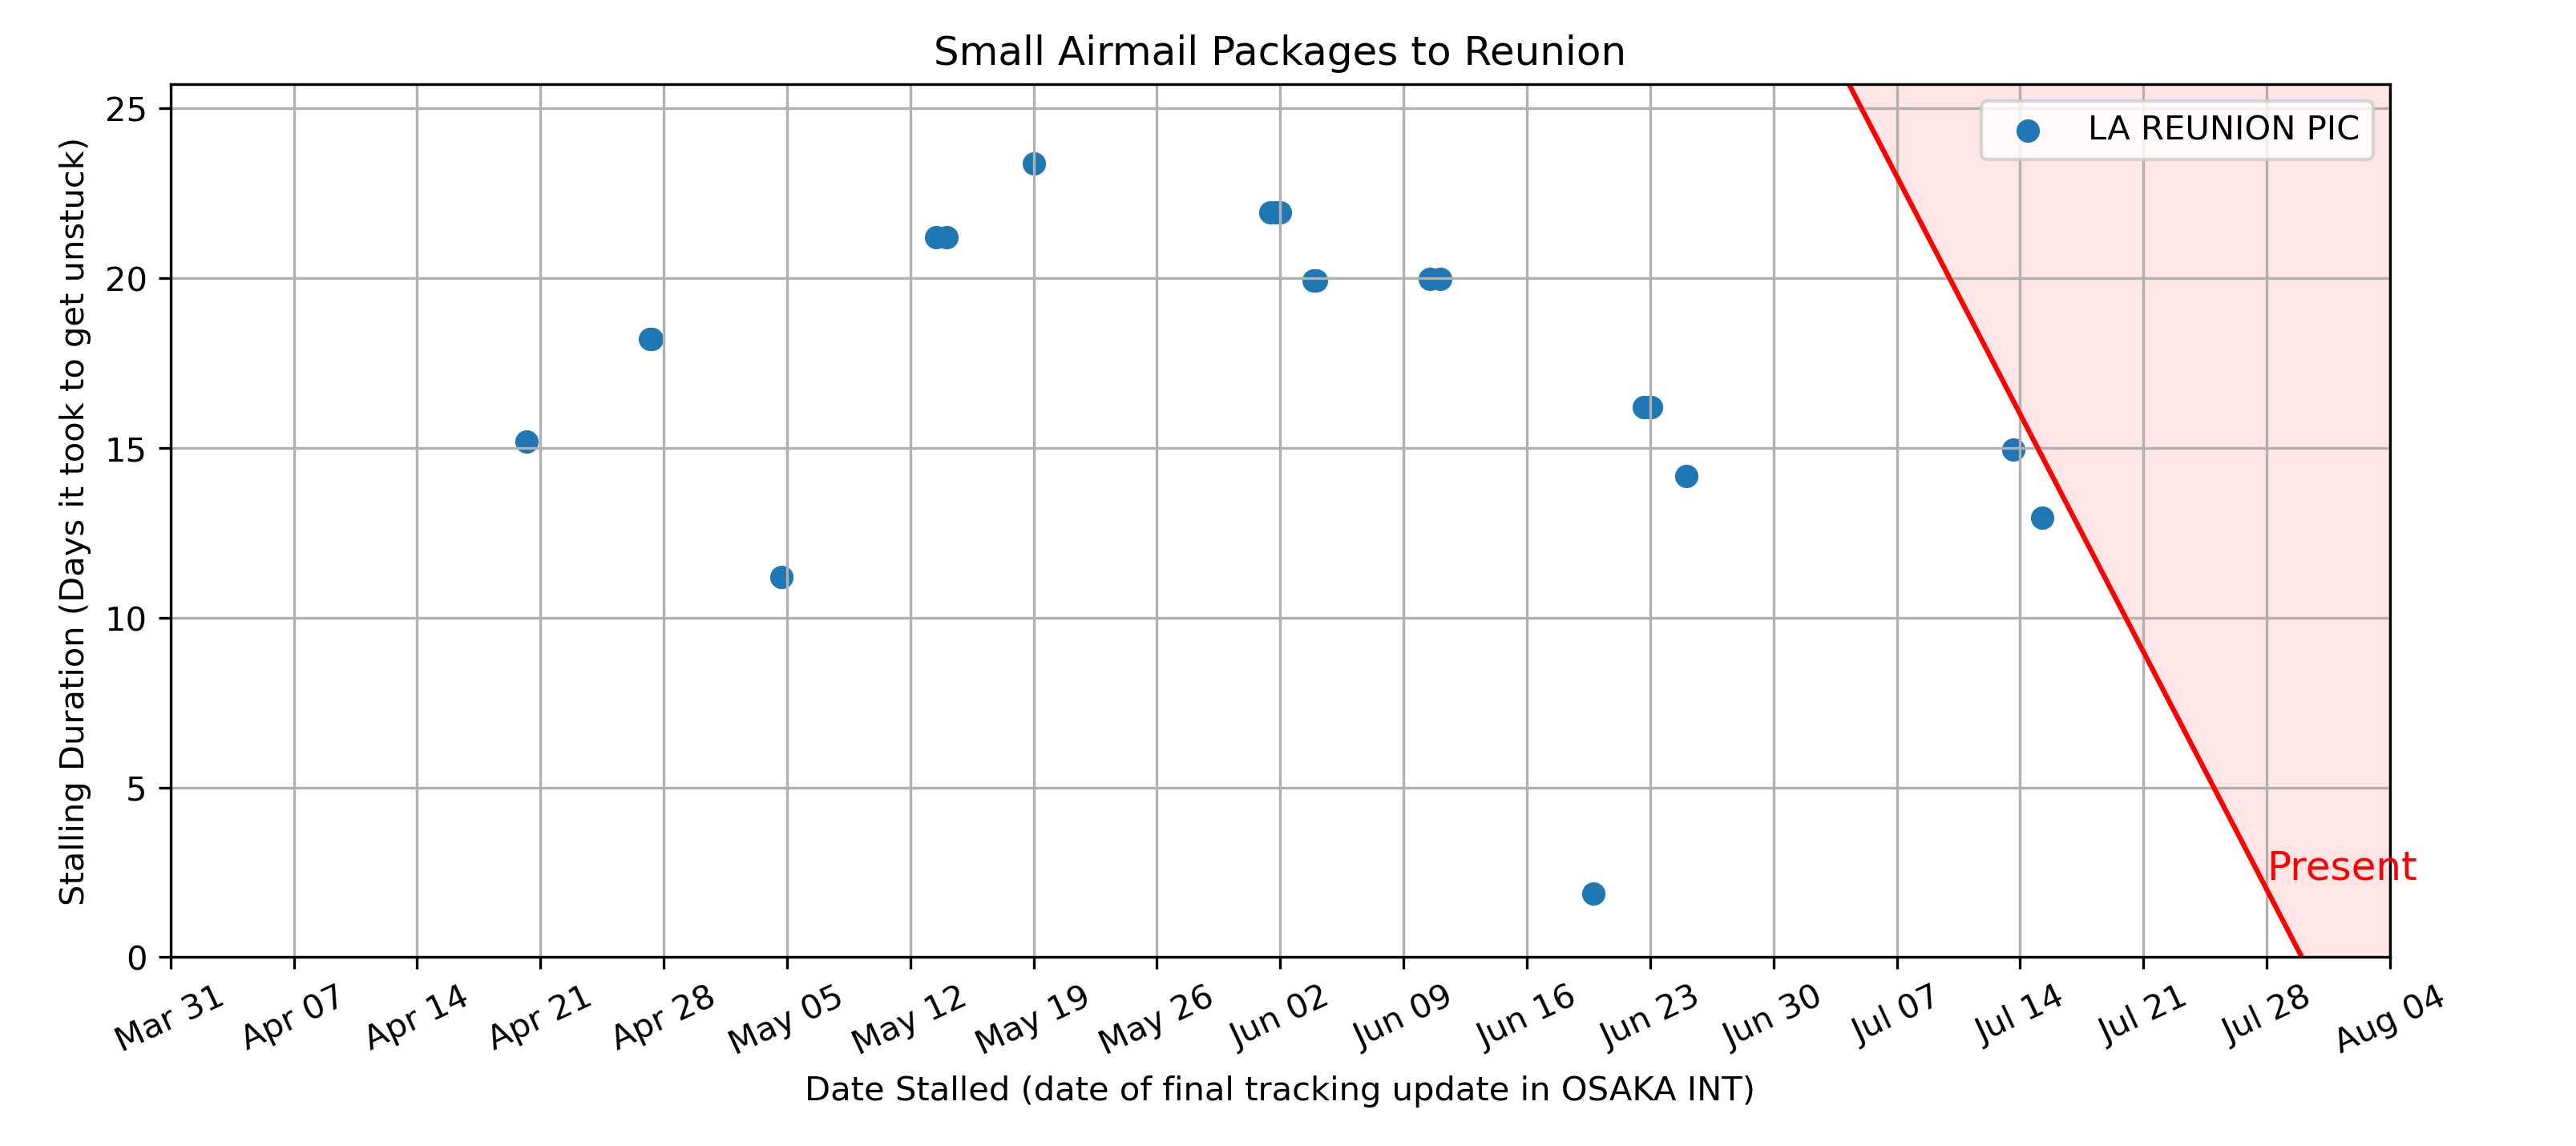 Small Airmail Packages to Reunion
LA REUNION PIC
Stalling Duration (Days it took to get unstuck)
25
20
15
10
5
0
Present
Mar 31
Apr 07
Apr 14
Apr 21
Apr 28
May 05
May 12
May 19
May 26
Jun 02
Jun 09
Jun 16
Jun 23
Jun 30
Jul 07
Jul 14
Jul 21
Jul 28
Aug 04
Date Stalled (date of final tracking update in OSAKA INT)